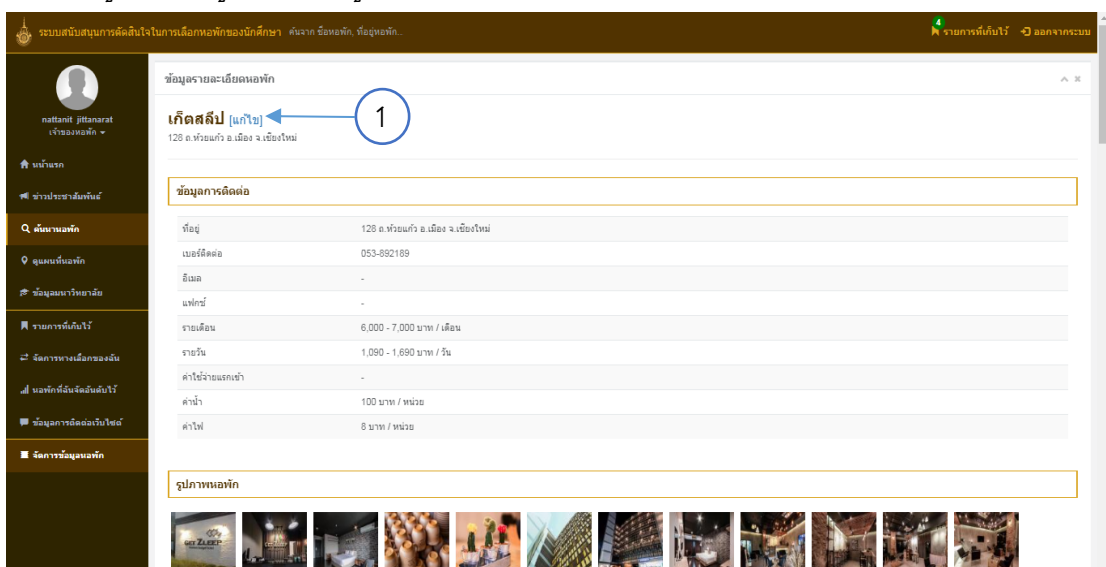 4
ระบบสนับสนุนการตัดสินใจในการเลือกหอพักของนักศึกษา ค้นจาก ชื่อหอพัก, ที่อยู่หอพัก.. รายการที่เก็บไว้ ออกจากระบบ
nattanit jittanarat
เจ้าของหอพัก
หน้าแรก
ข่าวประชาสัมพันธ์
ค้นหาหอพัก
ดูแผนที่หอพัก
ข้อมูลมหาวิทยาลัย
รายการที่เก็บไว้
จัดการทางเลือกของฉัน
หอพักที่ฉันจัดอันดับไว้
ข้อมูลการติดต่อเว็บไซต์
จัดการข้อมูลหอพัก
ข้อมูลรายละเอียดหอพัก
เก็ตสลีป [แก้ไข] 1
128 ถ.ห้วยแก้ว อ.เมือง จ.เชียงใหม่
ข้อมูลการติดต่อ
ที่อยู่ 128 ถ.ห้วยแก้ว อ.เมือง จ.เชียงใหม่
เบอร์ติดต่อ 053-892189
อีเมล -
แฟกซ์ -
รายเดือน 6,000 - 7,000 บาท / เดือน
รายวัน 1,090 - 1,690 บาท / วัน
ค่าใช้จ่ายแรกเข้า -
ค่าน้ำ 100 บาท / หน่วย
ค่าไฟ 8 บาท / หน่วย
รูปภาพหอพัก
GET ZLEEP